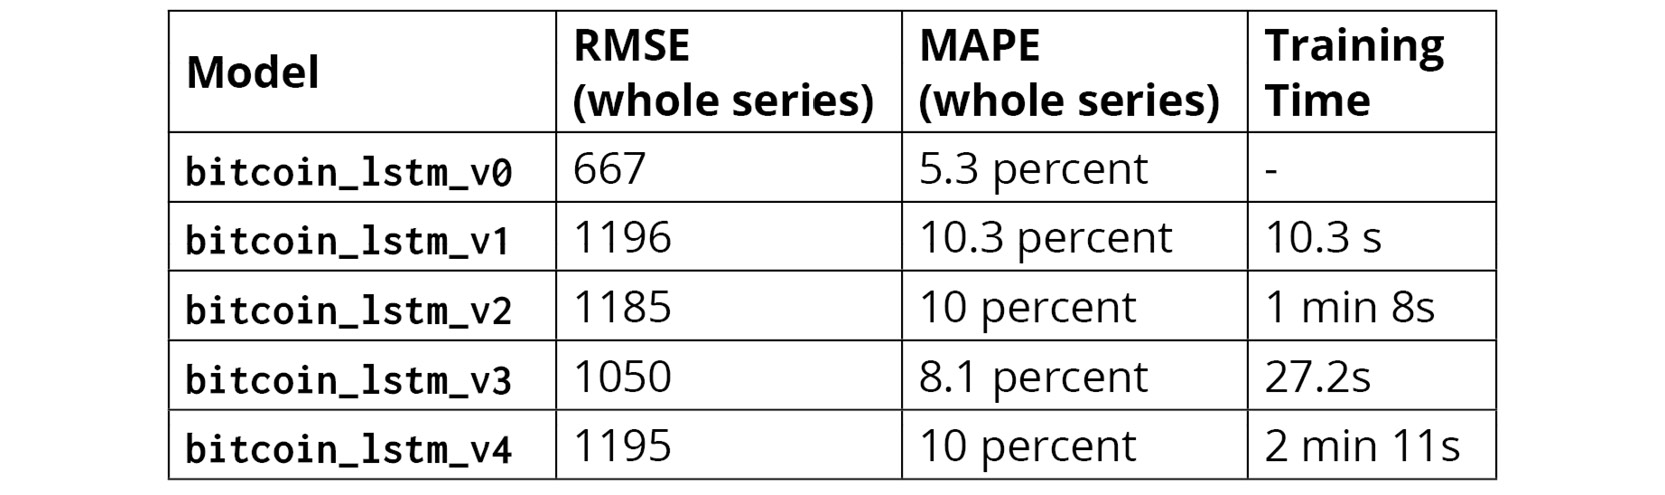 Model RMSE (whole series) MAPE (whole series) Training Time
bitcoin_lstm_v0 667 5.3 percent -
bitcoin_lstm_v1 1196 10.3 percent 10.3 s
bitcoin_lstm_v2 1185 10 percent 1 min 8s
bitcoin_lstm_v3 1050 8.1 percent 27.2s
bitcoin_lstm_v4 1195 10 percent 2 min 11s